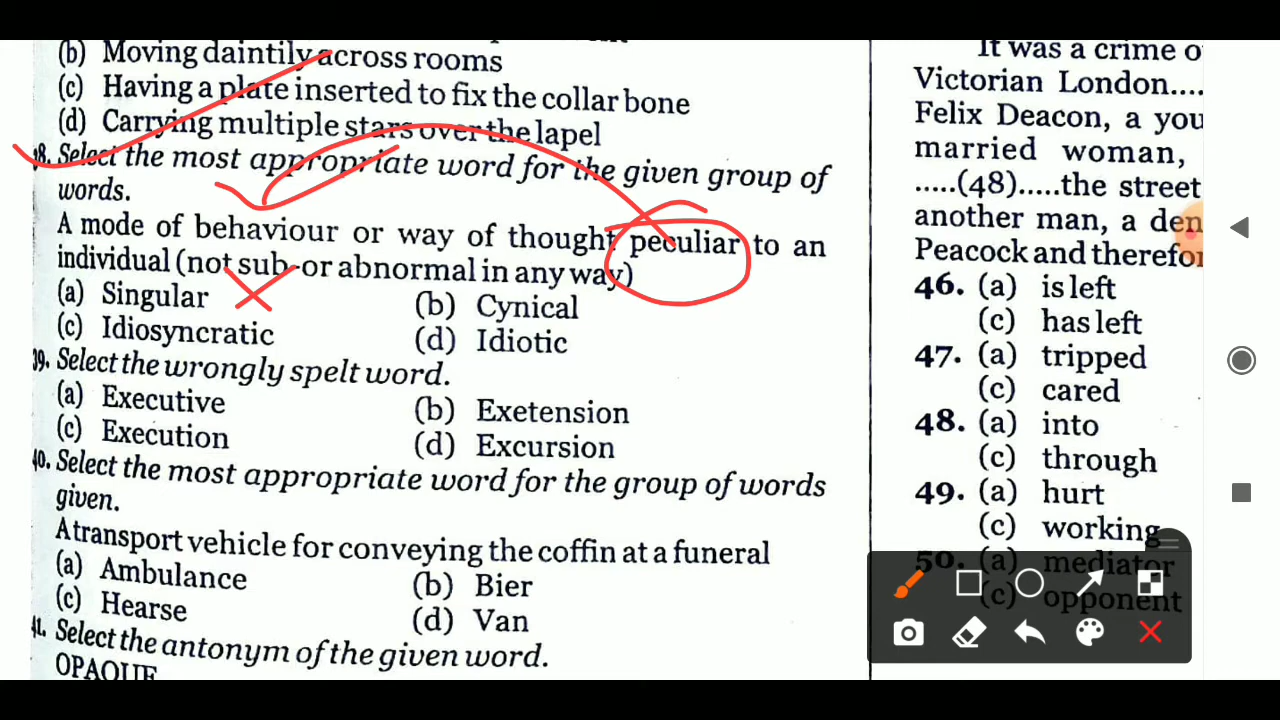 (b) Moving daintily across rooms
(c) Having a plate inserted to fix the collar bone
(d) Carrying multiple stars over the lapel
38. Select the most appropriate word for the given group of
words.
A mode of behaviour or way of thought peculiar to an
individual (not sub-or abnormal in any way)
(a) Singular (b) Cynical
(c) Idiosyncratic (d) Idiotic
39. Select the wrongly spelt word.
(a) Executive (b) Exetension
(c) Execution (d) Excursion
40. Select the most appropriate word for the group of words
given.
A transport vehicle for conveying the coffin at a funeral
(a) Ambulance (b) Bier
(c) Hearse (d) Van
41. Select the antonym of the given word.
OPAQUE
It was a crime o
Victorian London....
Felix Deacon, a you
married woman,
.....(48).....the street
another man, a den
Peacock and therefor
46. (a) is left
(c) has left
47. (a) tripped
(c) cared
48. (a) into
(c) through
49. (a) hurt
(c) working
50. (a) mediator
(c) opponent